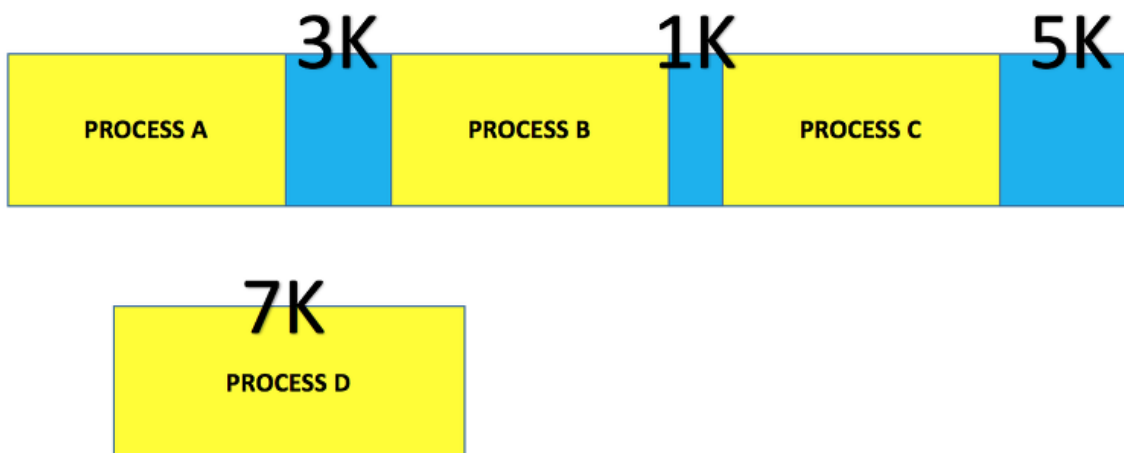 3K
1K
5K
PROCESS A
PROCESS B
PROCESS C
7K
PROCESS D